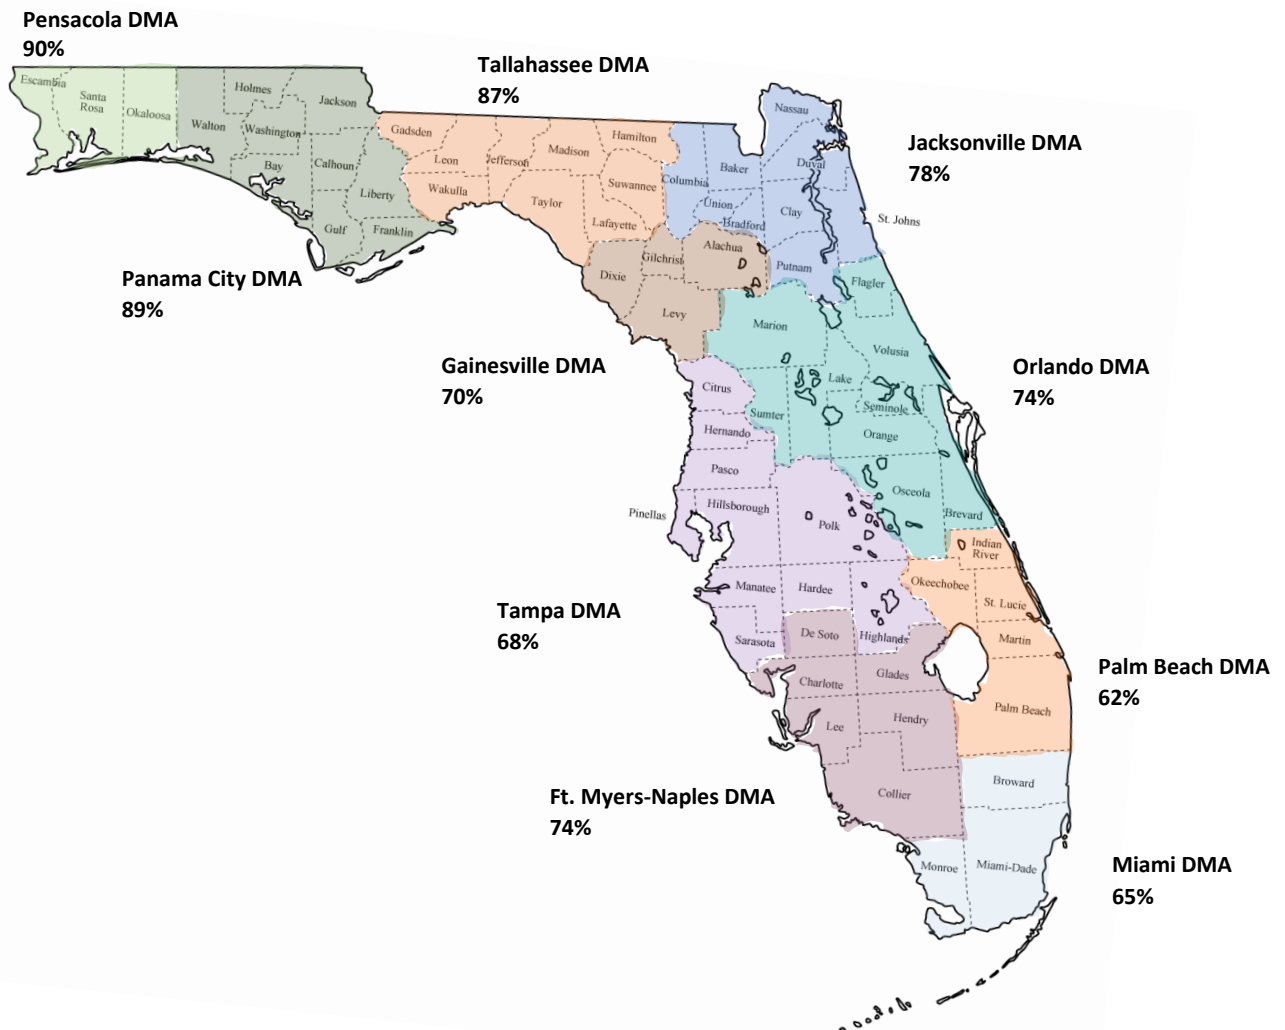 Pensacola DMA
90%
Tallahassee DMA
87%
Jacksonville DMA
78%
Panama City DMA
89%
Gainesville DMA
70%
Orlando DMA
74%
Tampa DMA
68%
Palm Beach DMA
62%
Ft. Myers-Naples DMA
74%
Miami DMA
65%
Escambia
Santa
Rosa
Okaloosa
Holmes
Jackson
Walton
Washington
Bay
Calhoun
Liberty
Gulf
Franklin
Gadsden
Leon
Jefferson
Madison
Hamilton
Wakulla
Taylor
Suwannee
Lafayette
Nassau
Baker
Duval
Columbia
Union
Bradford
Clay
St. Johns
Putnam
Alachua
Gilchrist
Dixie
Levy
Flagler
Marion
Volusia
Lake
Sumter
Seminole
Orange
Osceola
Brevard
Citrus
Hernando
Pasco
Pinellas
Hillsborough
Polk
Manatee
Hardee
Sarasota
Highlands
Indian
River
Okeechobee
St. Lucie
Martin
Palm Beach
De Soto
Charlotte
Glades
Lee
Hendry
Collier
Broward
Monroe
Miami-Dade